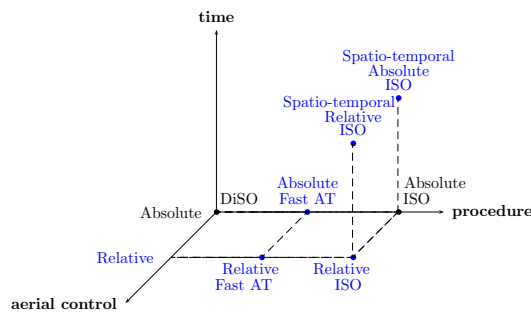 time
Spatio-temporal
Absolute
ISO
Spatio-temporal
Relative
ISO
Absolute
Fast AT
Absolute
ISO
DiSO
Absolute
procedure
Relative
Relative
Fast AT
Relative
ISO
aerial control